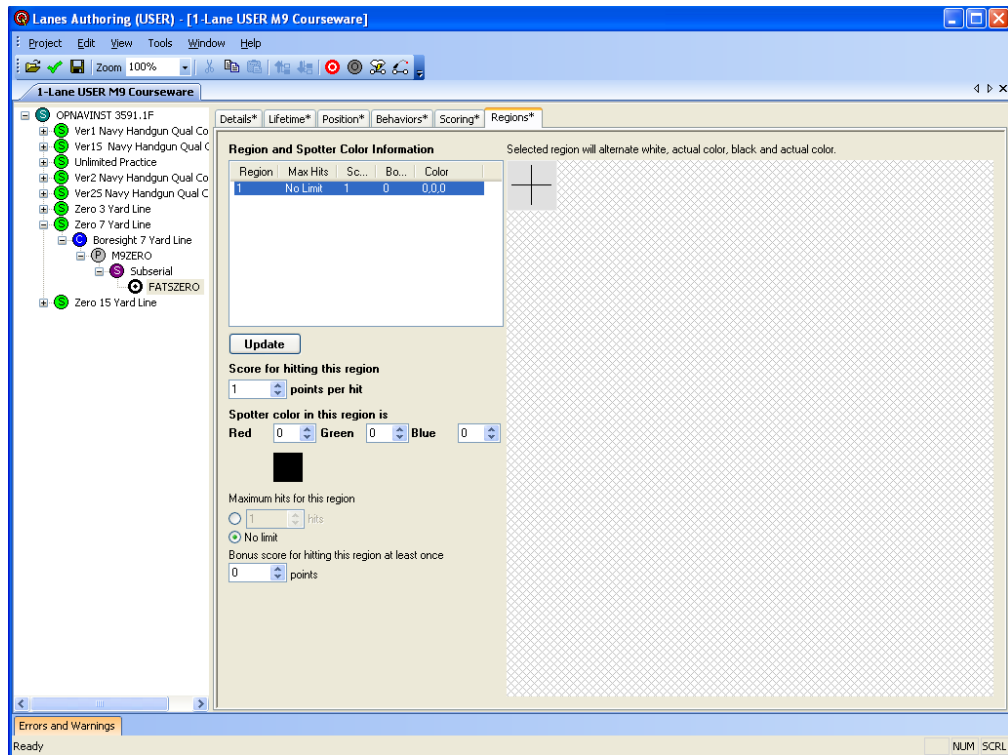 Lanes Authoring (USER) - [1-Lane USER M9 Courseware]
Project Edit View Tools Window Help
Zoom 100%
1-Lane USER M9 Courseware
OPNAVINST 3591.1F
Ver1 Navy Handgun Qual Co
Ver1S Navy Handgun Qual C
Unlimited Practice
Ver2 Navy Handgun Qual Co
Ver2S Navy Handgun Qual C
Zero 3 Yard Line
Zero 7 Yard Line
Boresight 7 Yard Line
M9ZERO
Subserial
FATSZERO
Zero 15 Yard Line
Details* Lifetime* Position* Behaviors* Scoring* Regions*
Region and Spotter Color Information
Region Max Hits Sc... Bo... Color
1 No Limit 1 0 0,0,0
Update
Score for hitting this region
1 points per hit
Spotter color in this region is
Red 0 Green 0 Blue 0
Maximum hits for this region
1 hits
No limit
Bonus score for hitting this region at least once
0 points
Selected region will alternate white, actual color, black and actual color.
Errors and Warnings
Ready NUM SCRL